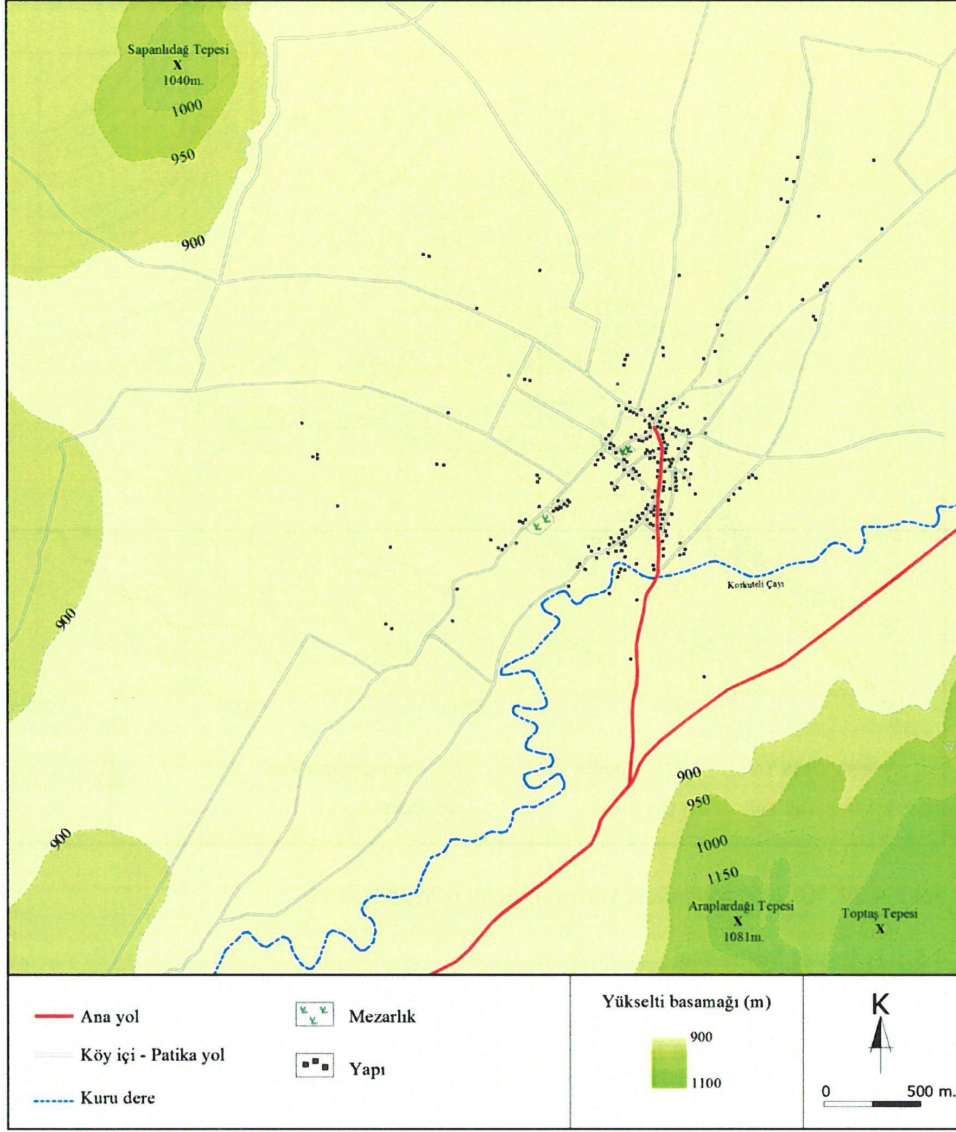 Sapanlıdağ Tepesi
X
1040m.
1000
950
900
900
900
Korkuteli Çayı
900
950
1000
1150
Araplardağı Tepesi
X
1081m.
Toptaş Tepesi
X
Ana yol
Köy içi - Patika yol
Kuru dere
Mezarlık
Yapı
Yükselti basamağı (m)
900
1100
K
0 500 m.